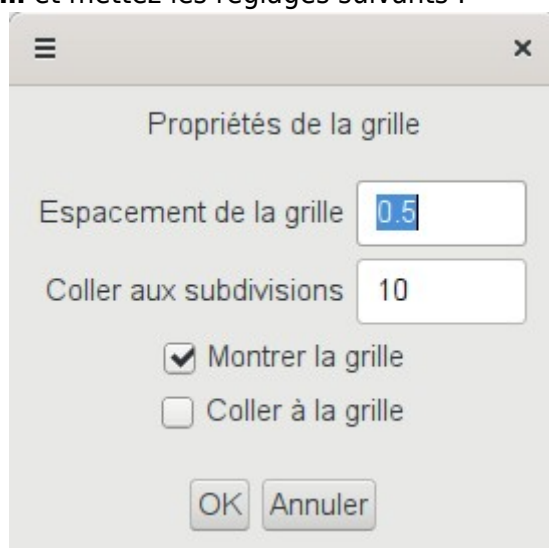 ... et mettez les réglages suivants :
Propriétés de la grille
Espacement de la grille 0.5
Coller aux subdivisions 10
Montrer la grille
Coller à la grille
OK Annuler